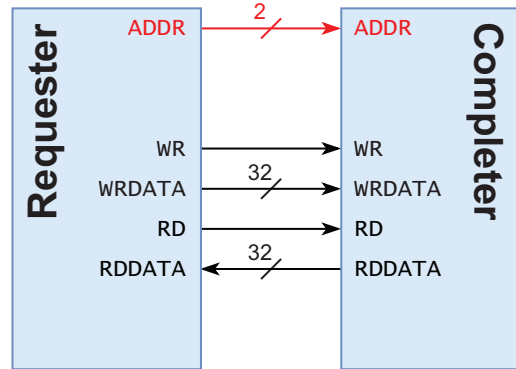 Requester
Completer
ADDR 2 ADDR
WR WR
WRDATA 32 WRDATA
RD RD
RDDATA 32 RDDATA